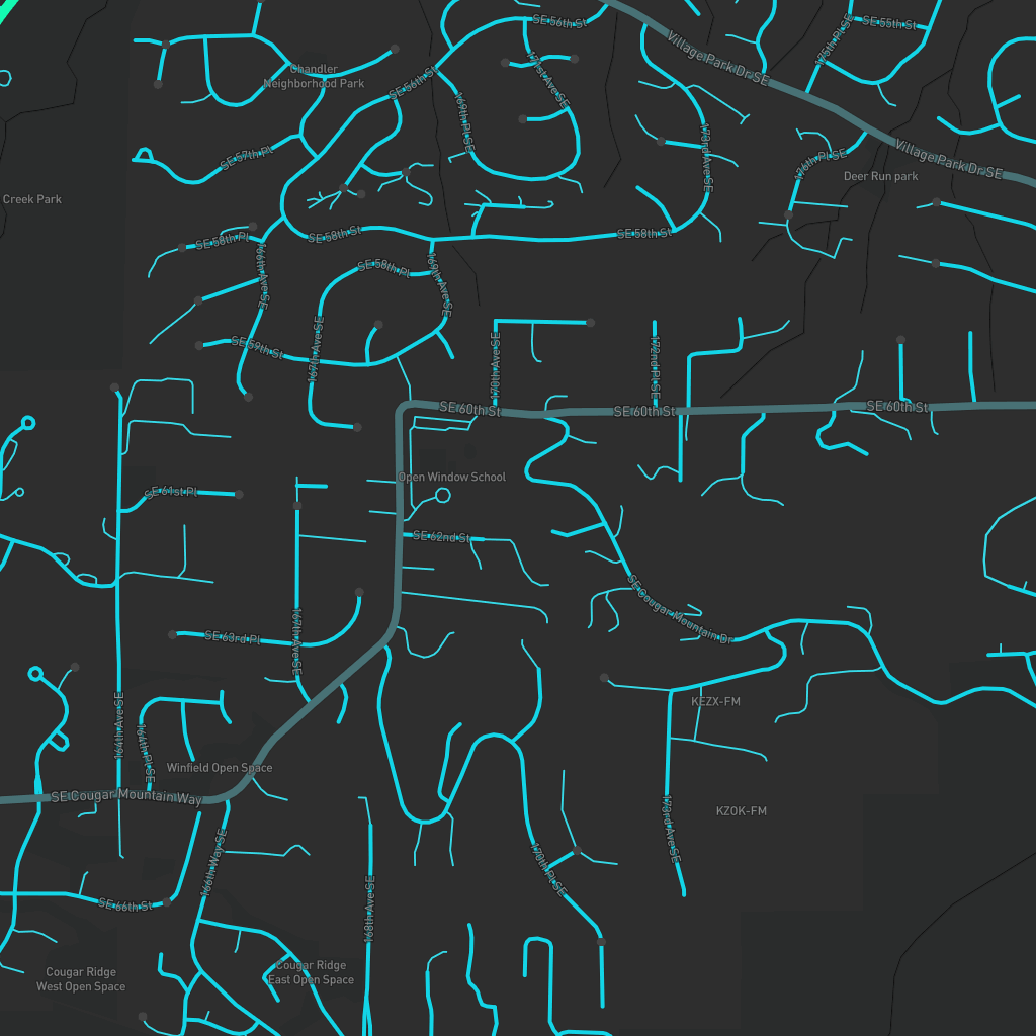 SE 56th St
SE 55th St
175th Pl SE
Village Park Dr SE
Chandler
Neighborhood Park
SE 56th St
171st Ave SE
169th Pl SE
173rd Ave SE
SE 57th Pl
176th Pl SE
Village Park Dr SE
Deer Run park
Creek Park
SE 58th Pl
SE 58th St
SE 58th St
166th Ave SE
SE 58th Pl
169th Ave SE
SE 59th St
167th Ave SE
170th Ave SE
172nd Pl SE
SE 60th St
SE 60th St
SE 60th St
Open Window School
SE 61st Pl
SE 62nd St
SE Cougar Mountain Dr
SE 63rd Pl
167th Ave SE
KEZX-FM
164th Ave SE
164th Pl SE
Winfield Open Space
SE Cougar Mountain Way
KZOK-FM
173rd Ave SE
166th Way SE
170th Pl SE
168th Ave SE
SE 66th St
Cougar Ridge
West Open Space
Cougar Ridge
East Open Space